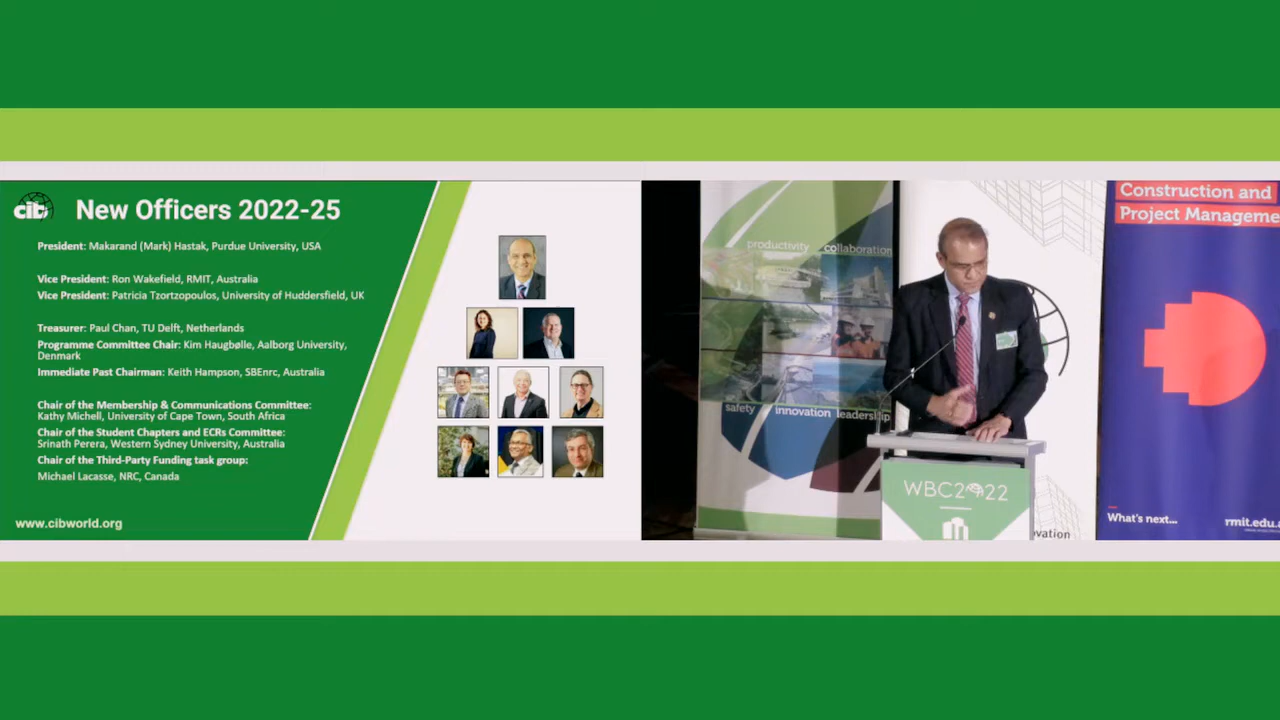 cib
New Officers 2022-25
President: Makarand (Mark) Hastak, Purdue University, USA
Vice President: Ron Wakefield, RMIT, Australia
Vice President: Patricia Tzortzopoulos, University of Huddersfield, UK
Treasurer: Paul Chan, TU Delft, Netherlands
Programme Committee Chair: Kim Haugbølle, Aalborg University,
Denmark
Immediate Past Chairman: Keith Hampson, SBEnrc, Australia
Chair of the Membership & Communications Committee:
Kathy Michell, University of Cape Town, South Africa
Chair of the Student Chapters and ECRs Committee:
Srinath Perera, Western Sydney University, Australia
Chair of the Third-Party Funding task group:
Michael Lacasse, NRC, Canada
www.cibworld.org
productivity collaboration
safety innovation leadership
WBC2022
vation
Construction and
Project Manageme
What's next...
rmit.edu.a